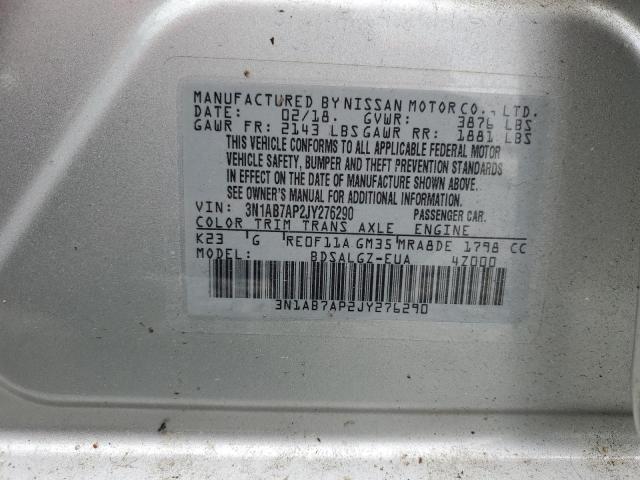 MANUFACTURED BY NISSAN MOTOR CO., LTD.
DATE: 02/18. GVWR: 3876 LBS
GAWR FR: 2143 LBS GAWR RR: 1881 LBS
THIS VEHICLE CONFORMS TO ALL APPLICABLE FEDERAL MOTOR
VEHICLE SAFETY, BUMPER AND THEFT PREVENTION STANDARDS
IN EFFECT ON THE DATE OF MANUFACTURE SHOWN ABOVE.
SEE OWNER'S MANUAL FOR ADDITIONAL INFORMATION.
VIN: 3N1AB7AP2JY276290 PASSENGER CAR.
COLOR TRIM TRANS AXLE ENGINE
K23 G RE0F11A GM35 MRA8DE 1798 CC
BDSALGZ-EUA 4Z000
3N1AB7AP2JY276290